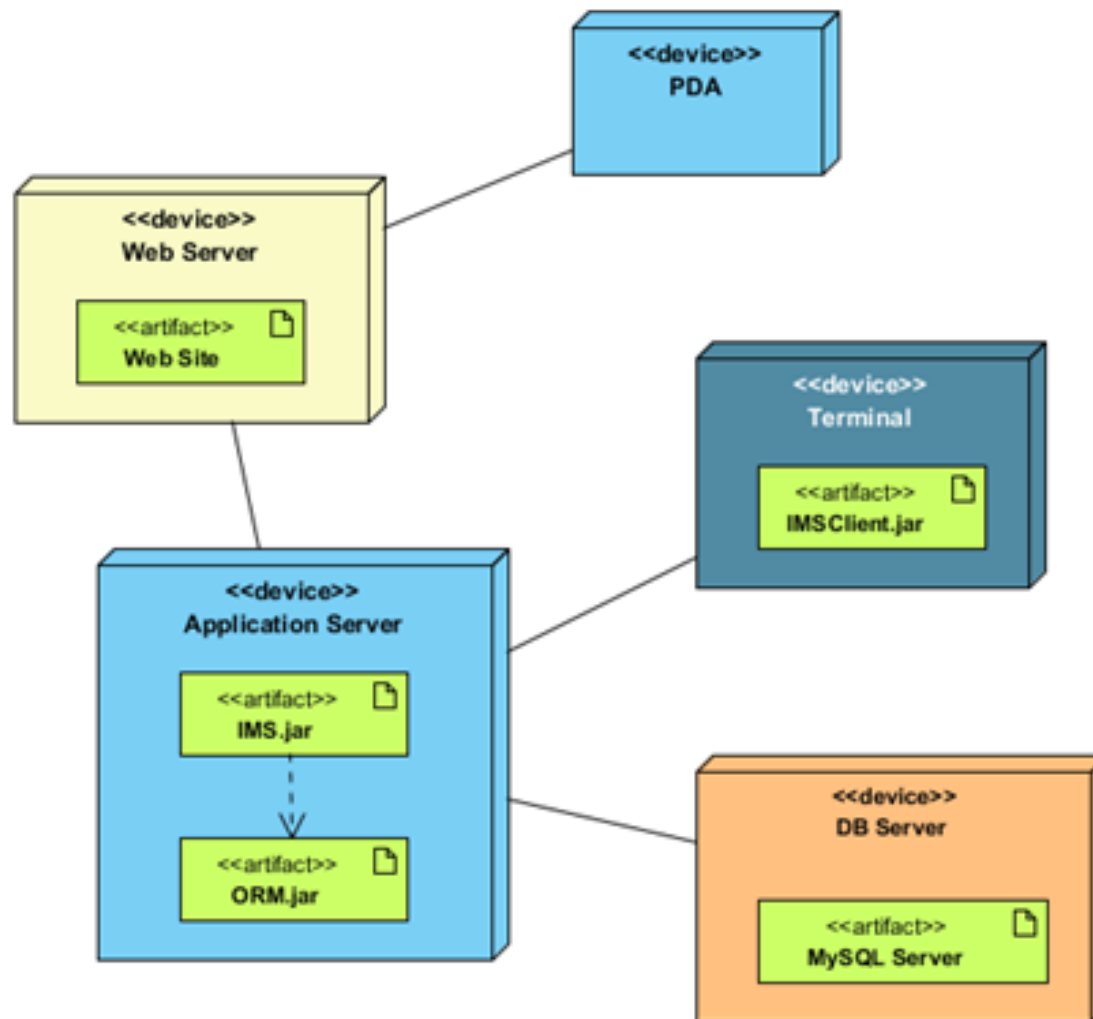 <<device>>
PDA
<<device>>
Web Server
<<artifact>>
Web Site
<<device>>
Terminal
<<artifact>>
IMSClient.jar
<<device>>
Application Server
<<artifact>>
IMS.jar
<<artifact>>
ORM.jar
<<device>>
DB Server
<<artifact>>
MySQL Server